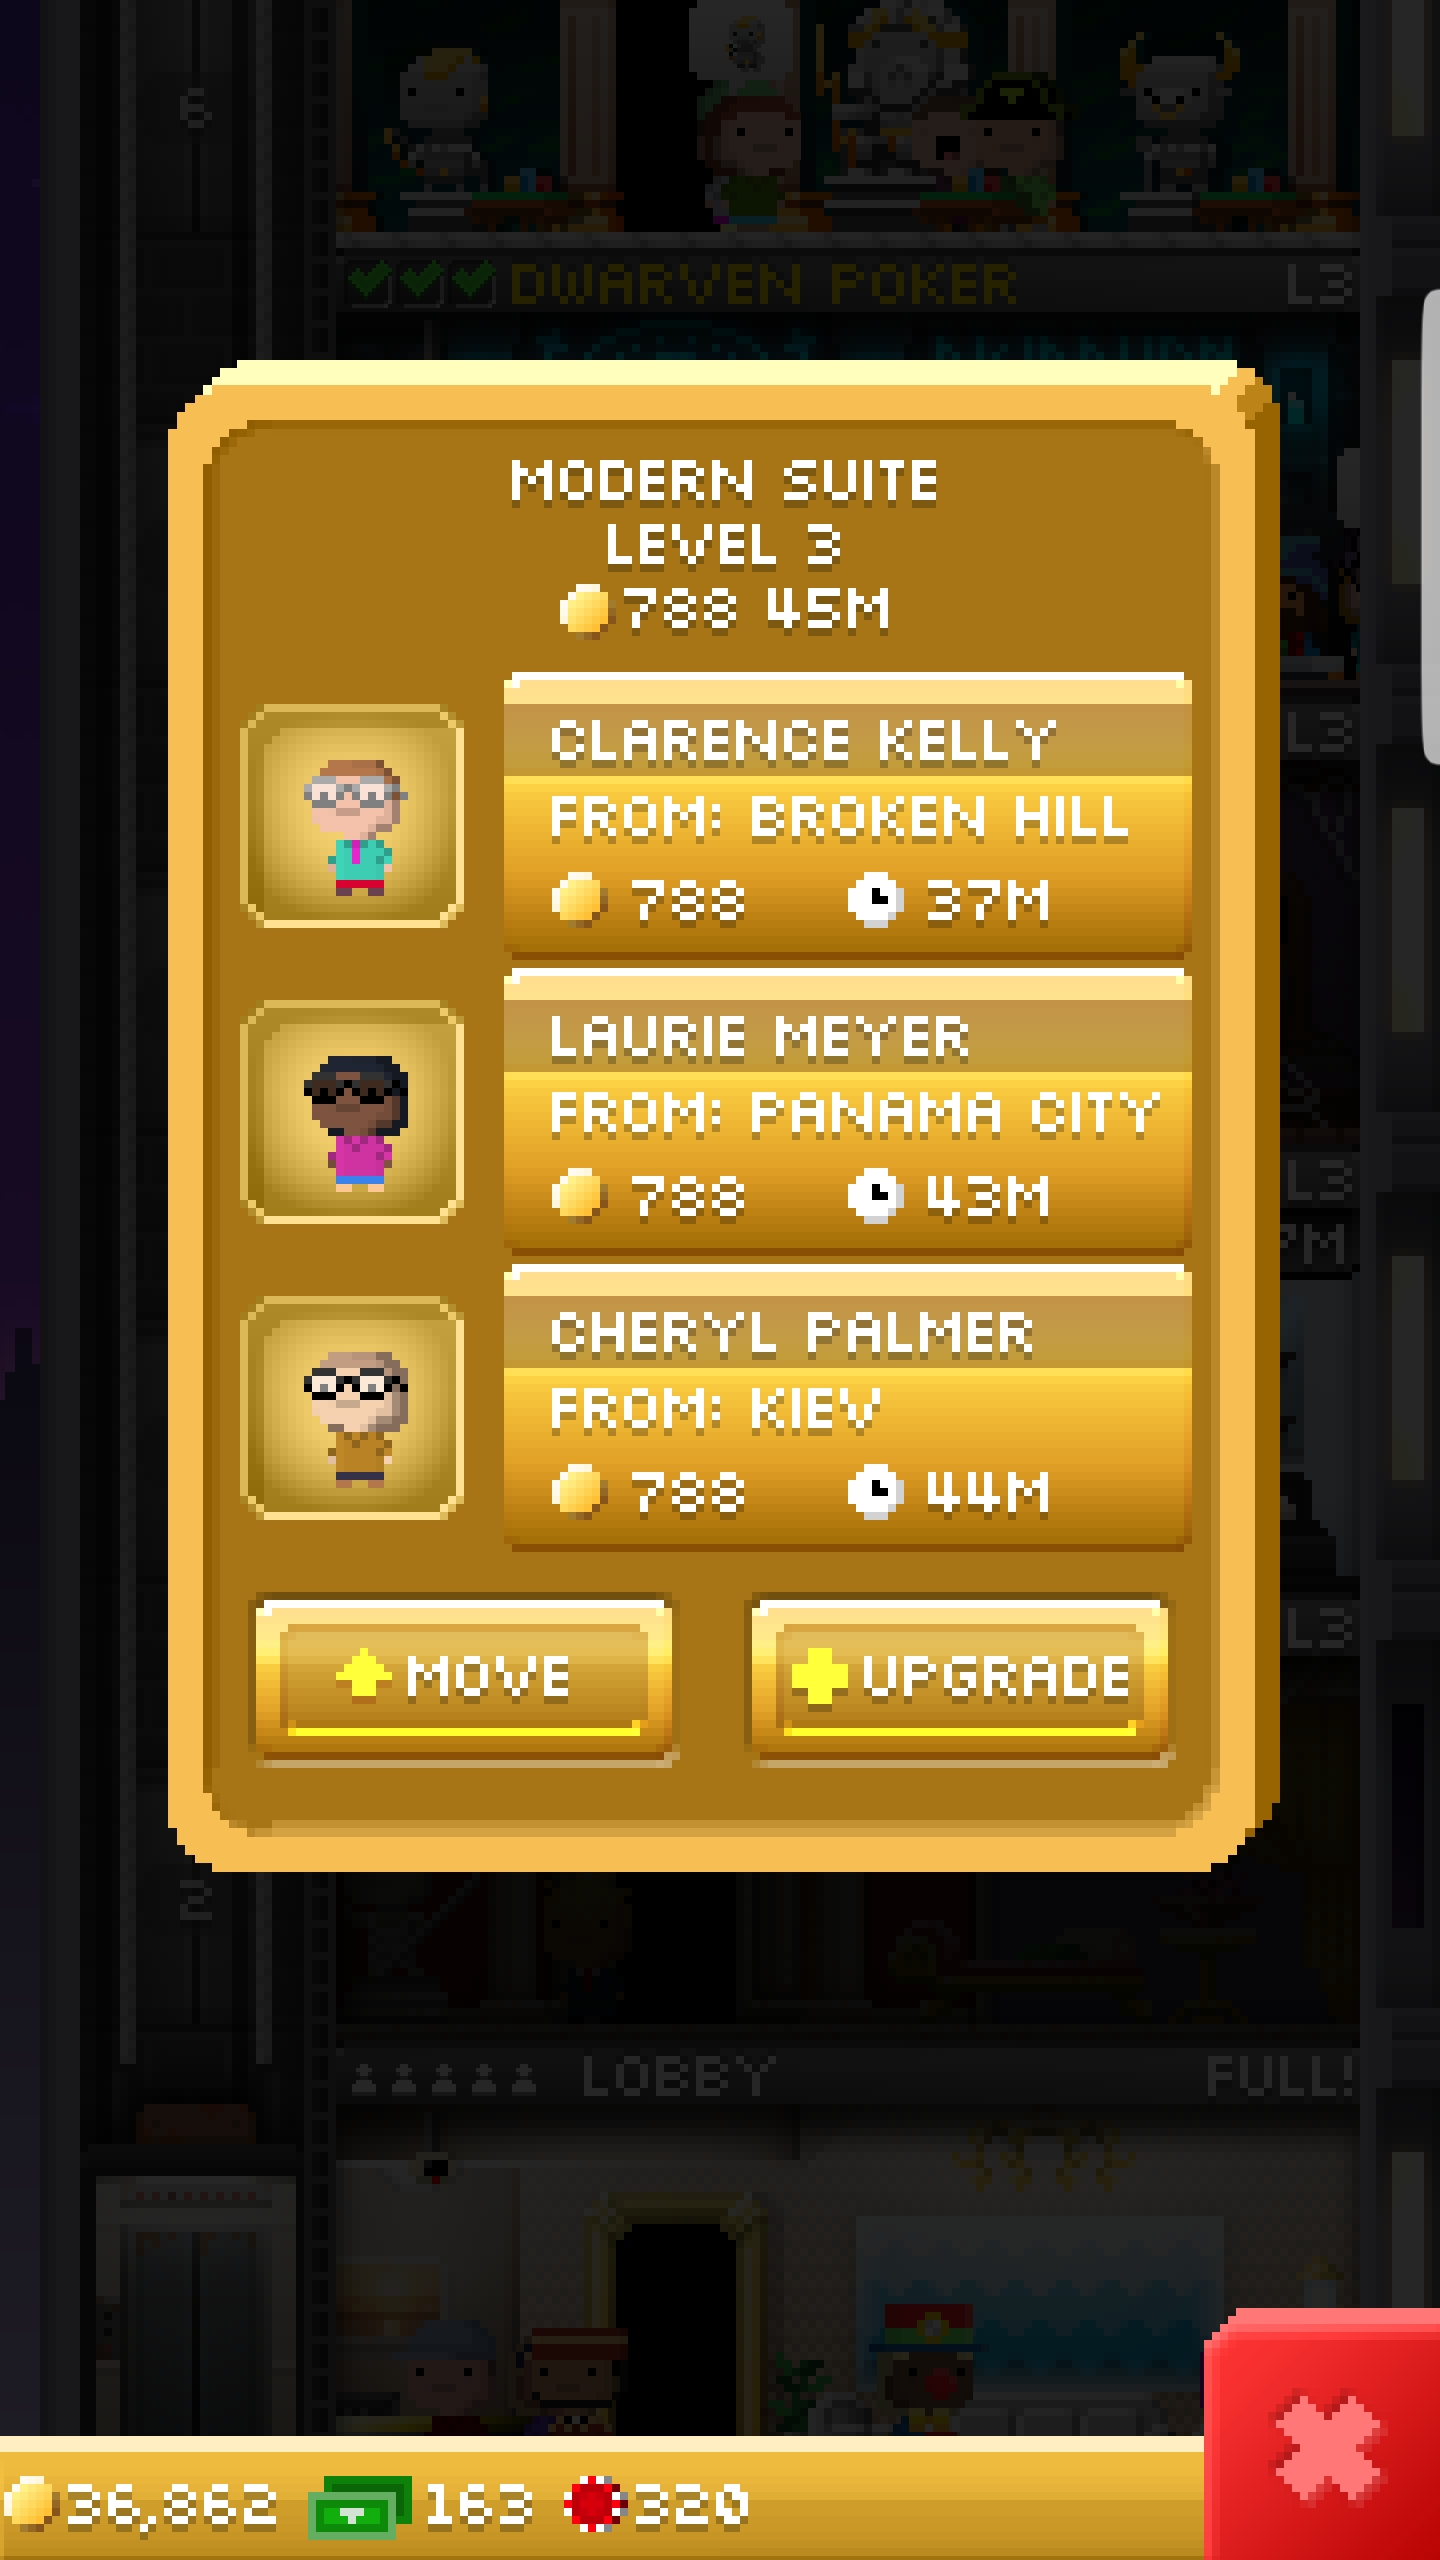 6
DWARVEN POKER L3
MODERN SUITE
LEVEL 3
788 45M
CLARENCE KELLY
FROM: BROKEN HILL
788 37M
L3
LAURIE MEYER
FROM: PANAMA CITY
788 43M
L3
CHERYL PALMER
FROM: KIEV
788 44M
L3
MOVE UPGRADE
2
LOBBY FULL!
36,862 163 320